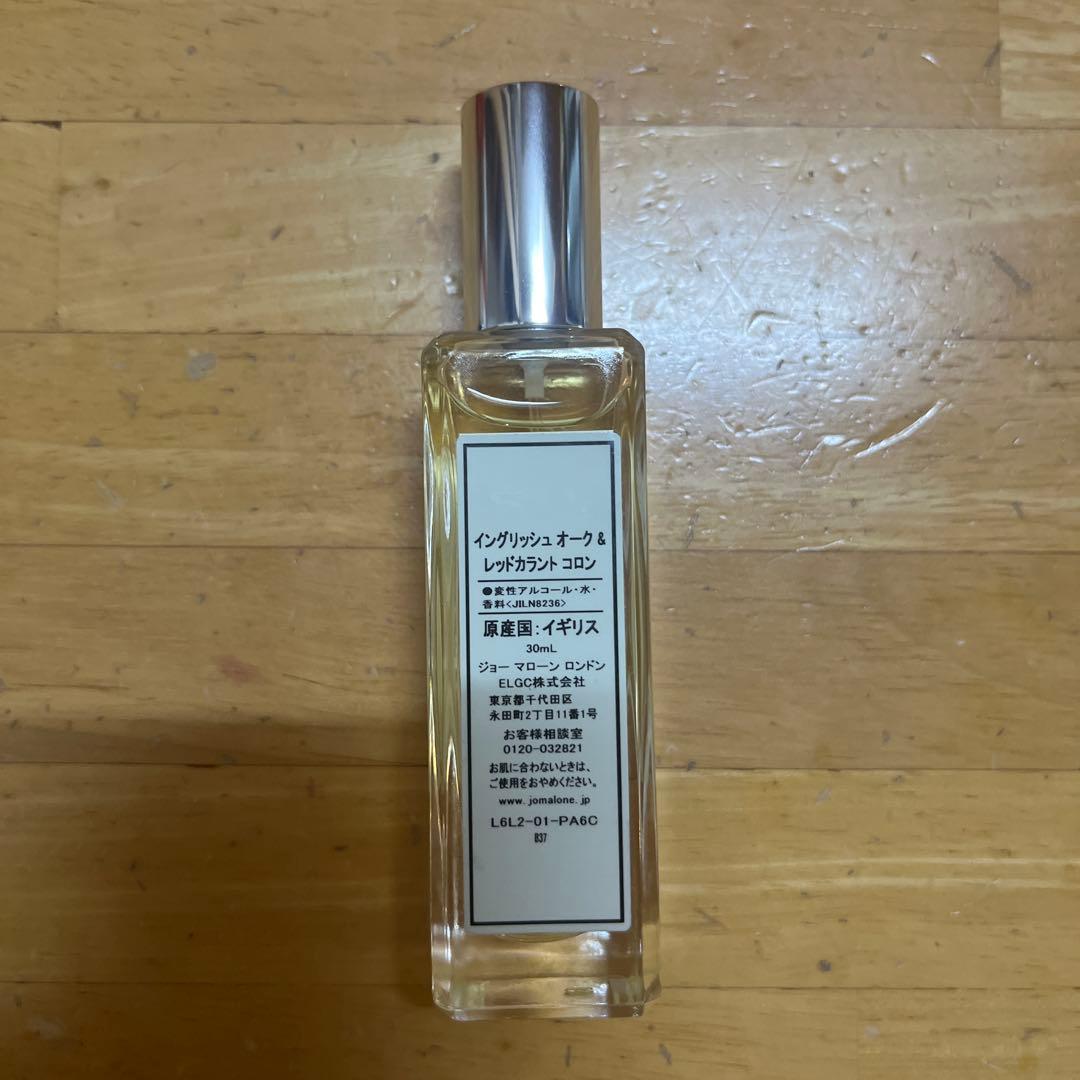 イングリッシュ オーク &
レッドカラント コロン
●変性アルコール・水・
香料<JILN8236>
原産国：イギリス
30mL
ジョー マローン ロンドン
ELGC株式会社
東京都千代田区
永田町2丁目11番1号
お客様相談室
0120-032821
お肌に合わないときは、
ご使用をおやめください。
www.jomalone.jp
L6L2-01-PA6C
B37